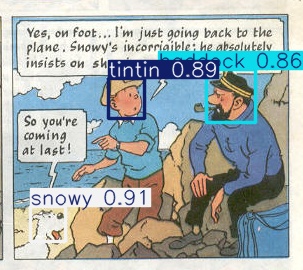 Yes, on foot... I'm just going back to the
plane. Snowy's incorrigible: he absolutely
insists on
tintin 0.89
haddock 0.86
So you're
coming
at last!
snowy 0.91